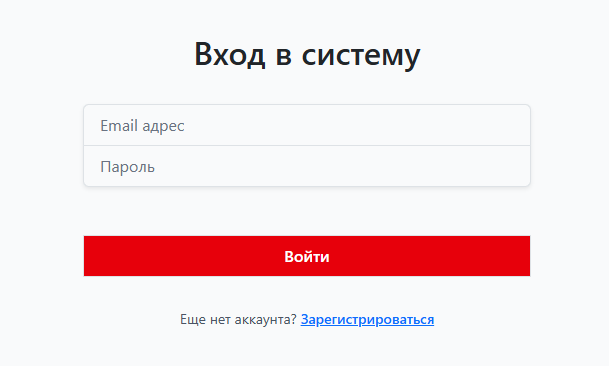 Вход в систему
Email адрес
Пароль
Войти
Еще нет аккаунта? Зарегистрироваться